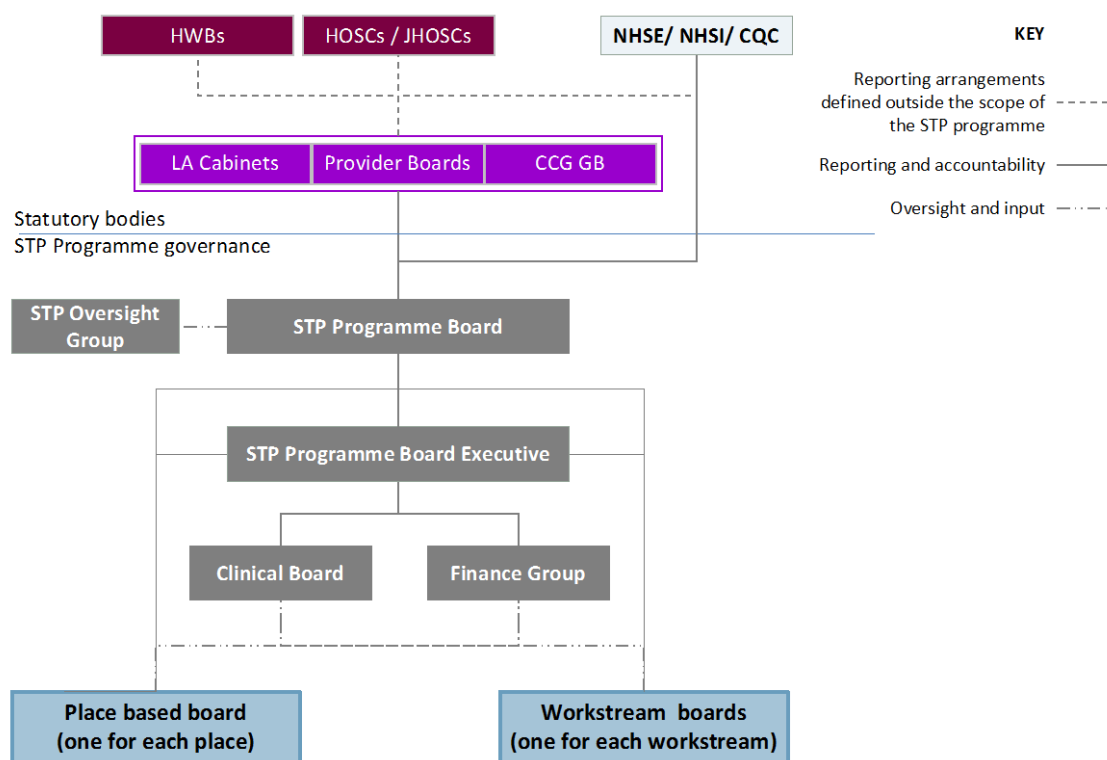 HWBs
HOSCs / JHOSCs
NHSE/ NHSI/ CQC
KEY
Reporting arrangements
defined outside the scope of
the STP programme
Reporting and accountability
Oversight and input
LA Cabinets
Provider Boards
CCG GB
Statutory bodies
STP Programme governance
STP Oversight
Group
STP Programme Board
STP Programme Board Executive
Clinical Board
Finance Group
Place based board
(one for each place)
Workstream boards
(one for each workstream)